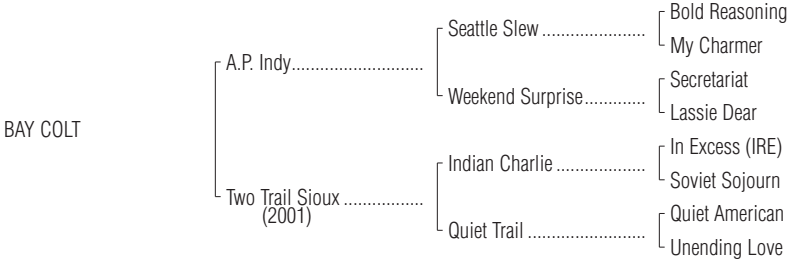 Bold Reasoning
Seattle Slew ......................
My Charmer
A.P. Indy............................
Secretariat
Weekend Surprise.............
Lassie Dear
BAY COLT
In Excess (IRE)
Indian Charlie ...................
Soviet Sojourn
Two Trail Sioux .................
(2001)
Quiet American
Quiet Trail .........................
Unending Love